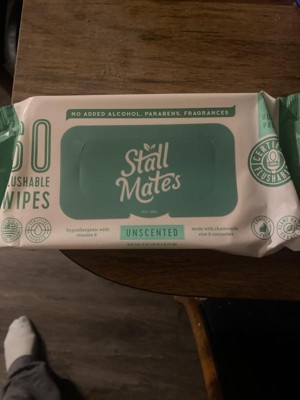 NO ADDED ALCOHOL, PARABENS, FRAGRANCES
60
FLUSHABLE
WIPES
Stall
Mates
UNSCENTED
hypoallergenic with
vitamin e
made with chamomile
aloe & cucumber
CERTIFIED
FLUSHABLE